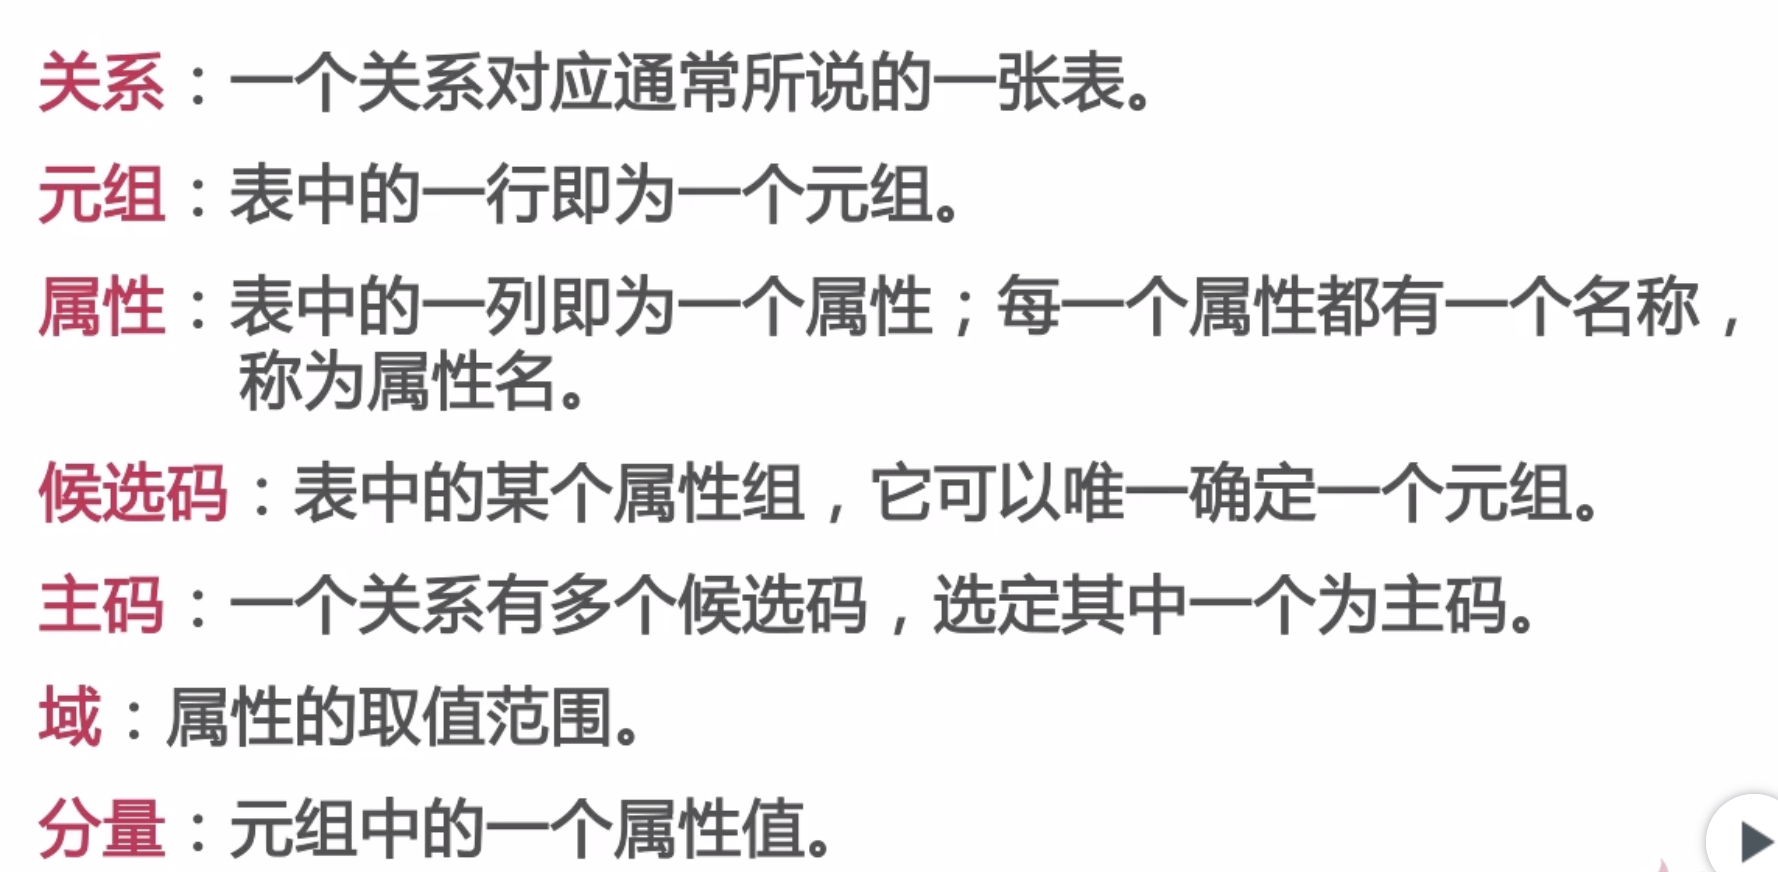 关系：一个关系对应通常所说的一张表。
元组：表中的一行即为一个元组。
属性：表中的一列即为一个属性；每一个属性都有一个名称，
称为属性名。
候选码：表中的某个属性组，它可以唯一确定一个元组。
主码：一个关系有多个候选码，选定其中一个为主码。
域：属性的取值范围。
分量：元组中的一个属性值。